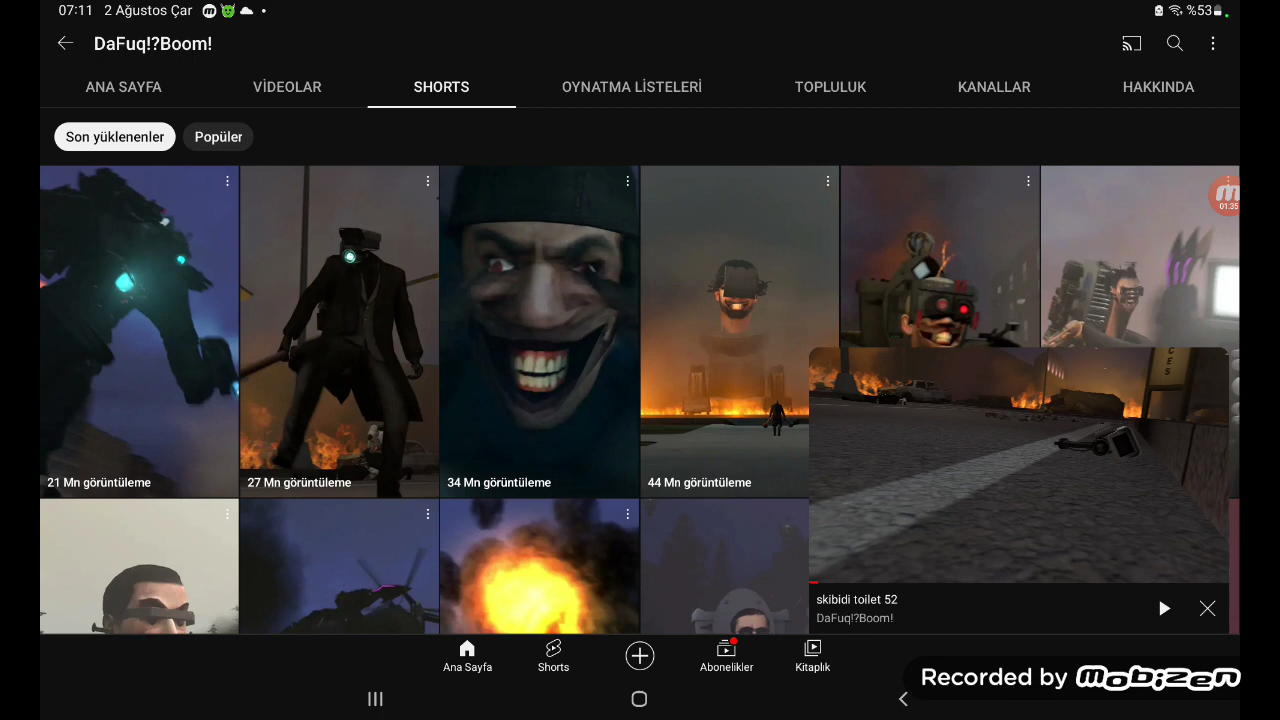 07:11 2 Ağustos Çar
%53
DaFuq!?Boom!
ANA SAYFA
VİDEOLAR
SHORTS
OYNATMA LİSTELERİ
TOPLULUK
KANALLAR
HAKKINDA
Son yüklenenler
Popüler
01:35
21 Mn görüntüleme
27 Mn görüntüleme
34 Mn görüntüleme
44 Mn görüntüleme
C
E
S
skibidi toilet 52
DaFuq!?Boom!
Ana Sayfa
Shorts
Abonelikler
Kitaplık
Recorded by mobizen